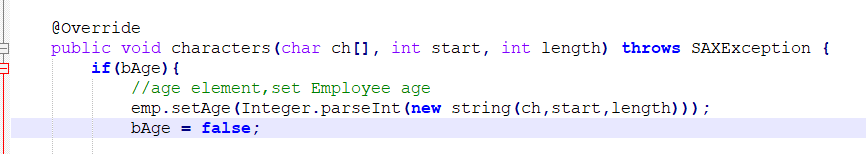 @Override
public void characters(char ch[], int start, int length) throws SAXException {
if(bAge){
//age element,set Employee age
emp.setAge(Integer.parseInt(new string(ch,start,length)));
bAge = false;